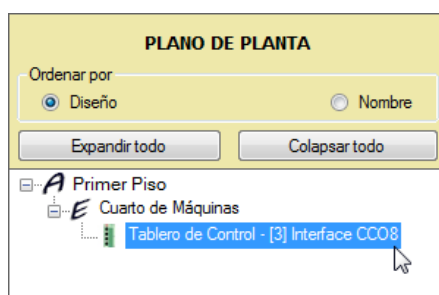 PLANO DE PLANTA
Ordenar por
Diseño Nombre
Expandir todo Colapsar todo
A Primer Piso
E Cuarto de Máquinas
Tablero de Control - [3] Interface CCO8